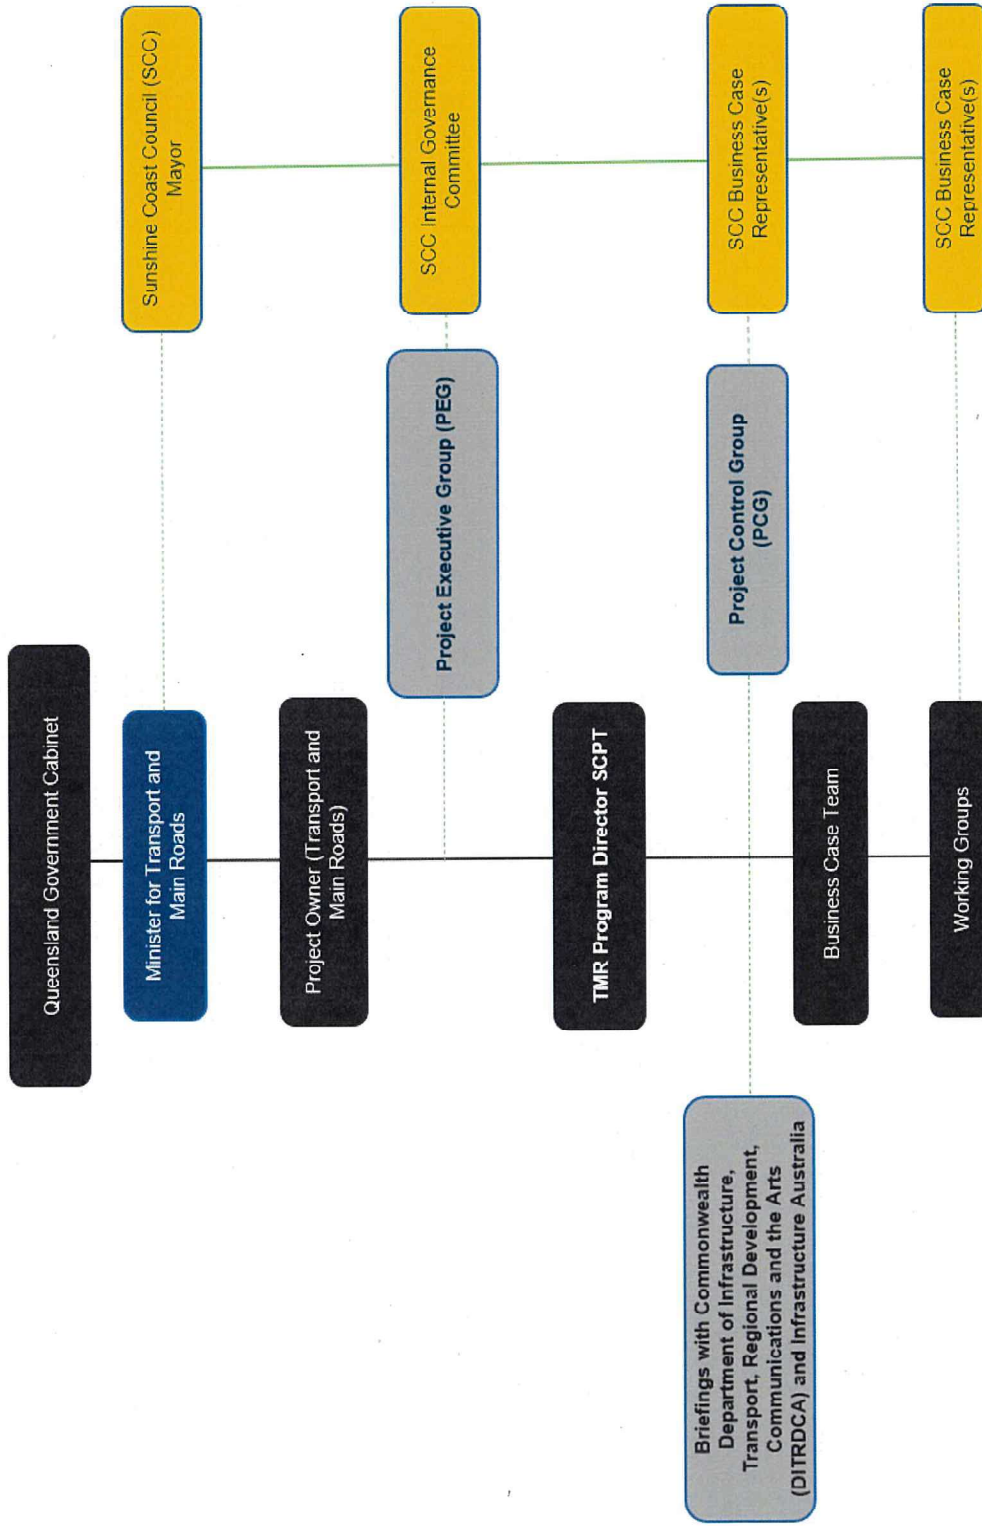 Queensland Government Cabinet
Minister for Transport and
Main Roads
Sunshine Coast Council (SCC)
Mayor
Project Owner (Transport and
Main Roads)
Project Executive Group (PEG)
SCC Internal Governance
Committee
TMR Program Director SCPT
Briefings with Commonwealth
Department of Infrastructure,
Transport, Regional Development,
Communications and the Arts
(DITRDCA) and Infrastructure Australia
Project Control Group
(PCG)
SCC Business Case
Representative(s)
Business Case Team
Working Groups
SCC Business Case
Representative(s)